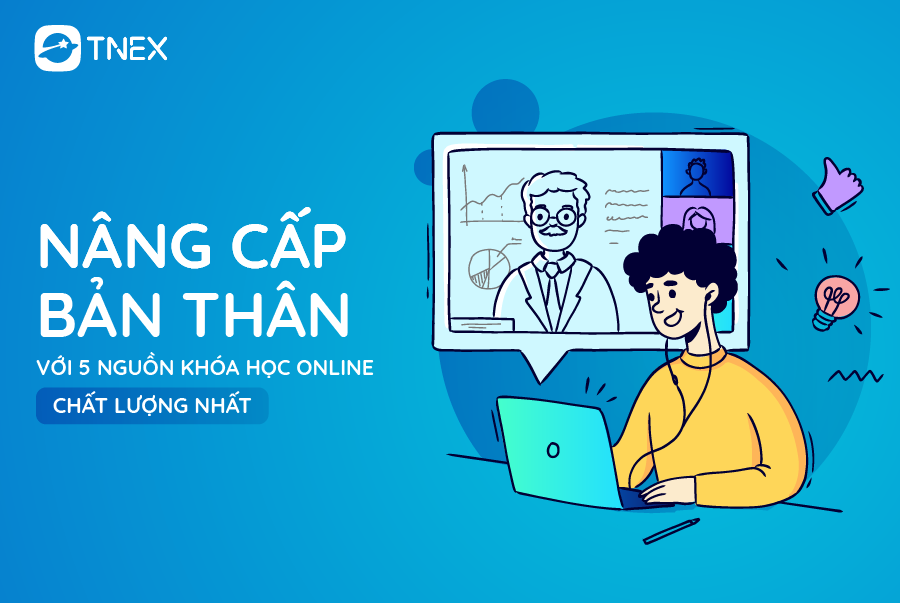 TNEX
NÂNG CẤP
BẢN THÂN
VỚI 5 NGUỒN KHÓA HỌC ONLINE
CHẤT LƯỢNG NHẤT